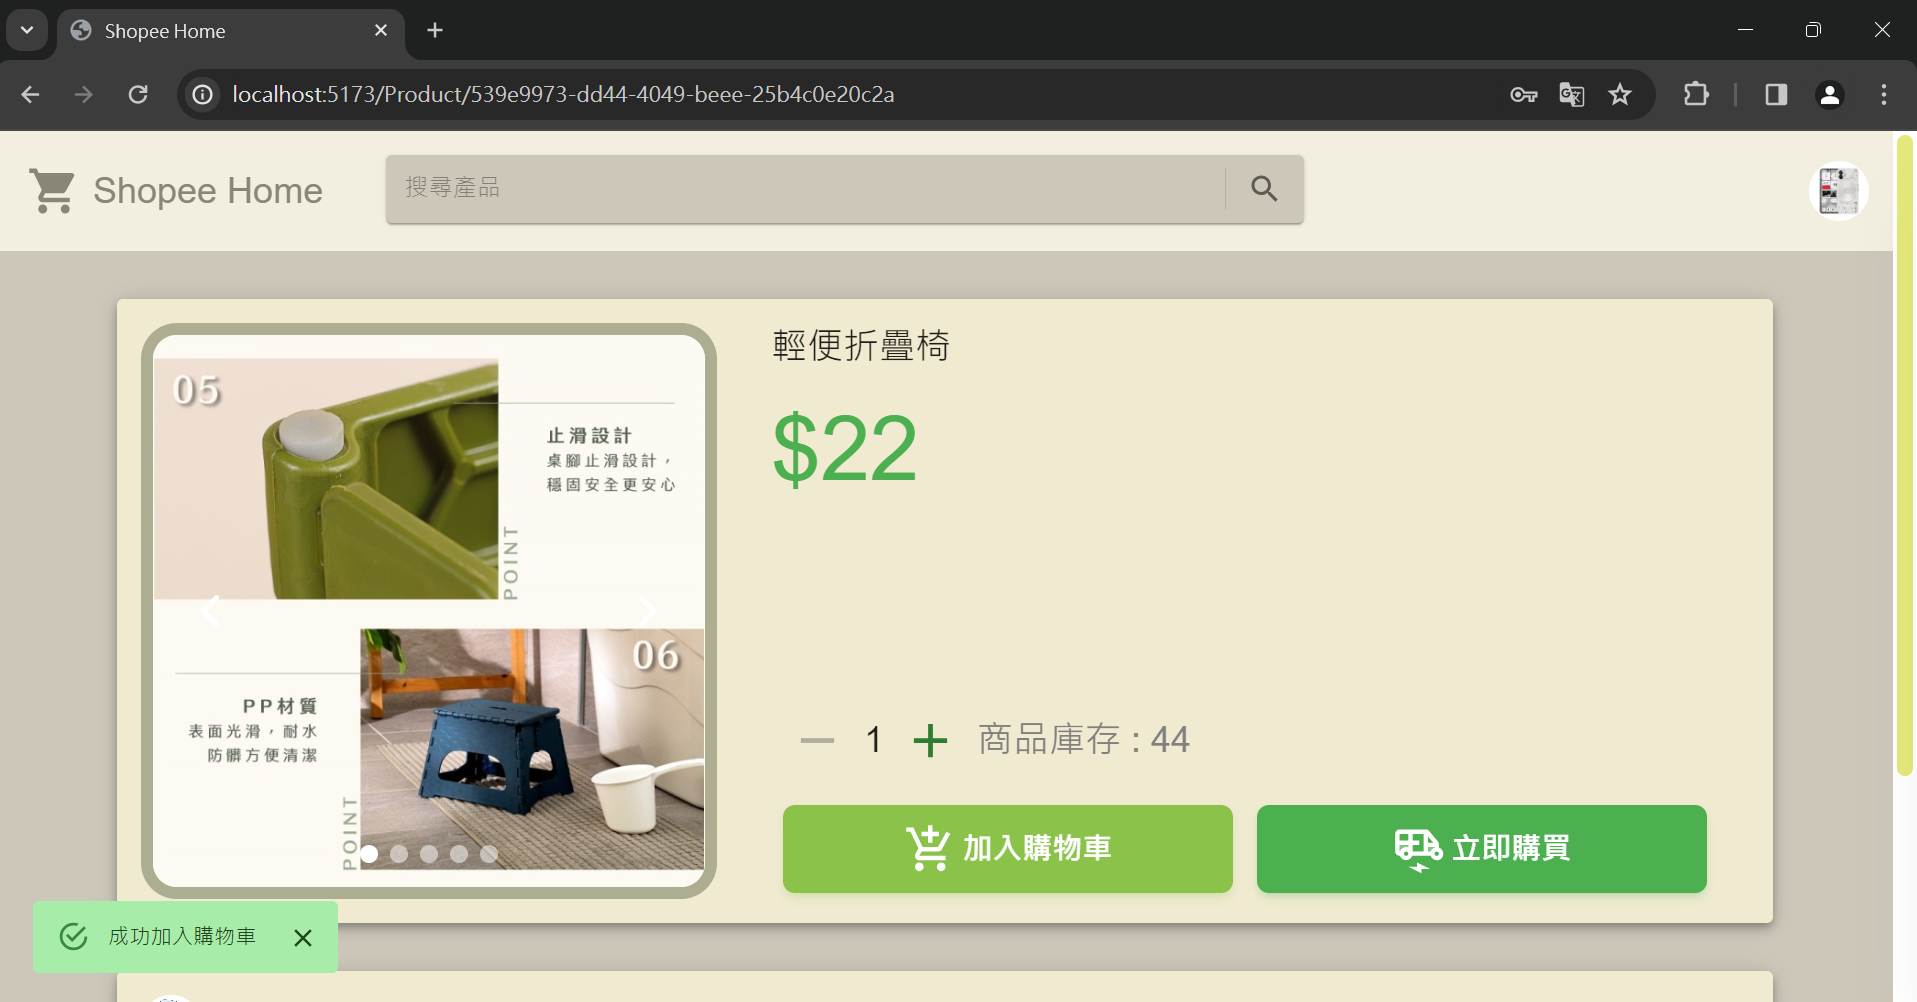 Shopee Home
localhost:5173/Product/539e9973-dd44-4049-beee-25b4c0e20c2a
Shopee Home
搜尋產品
輕便折疊椅
$22
05
止滑設計
桌腳止滑設計，
穩固安全更安心
POINT
06
PP材質
表面光滑，耐水
防髒方便清潔
POINT
1
商品庫存 : 44
加入購物車
立即購買
成功加入購物車